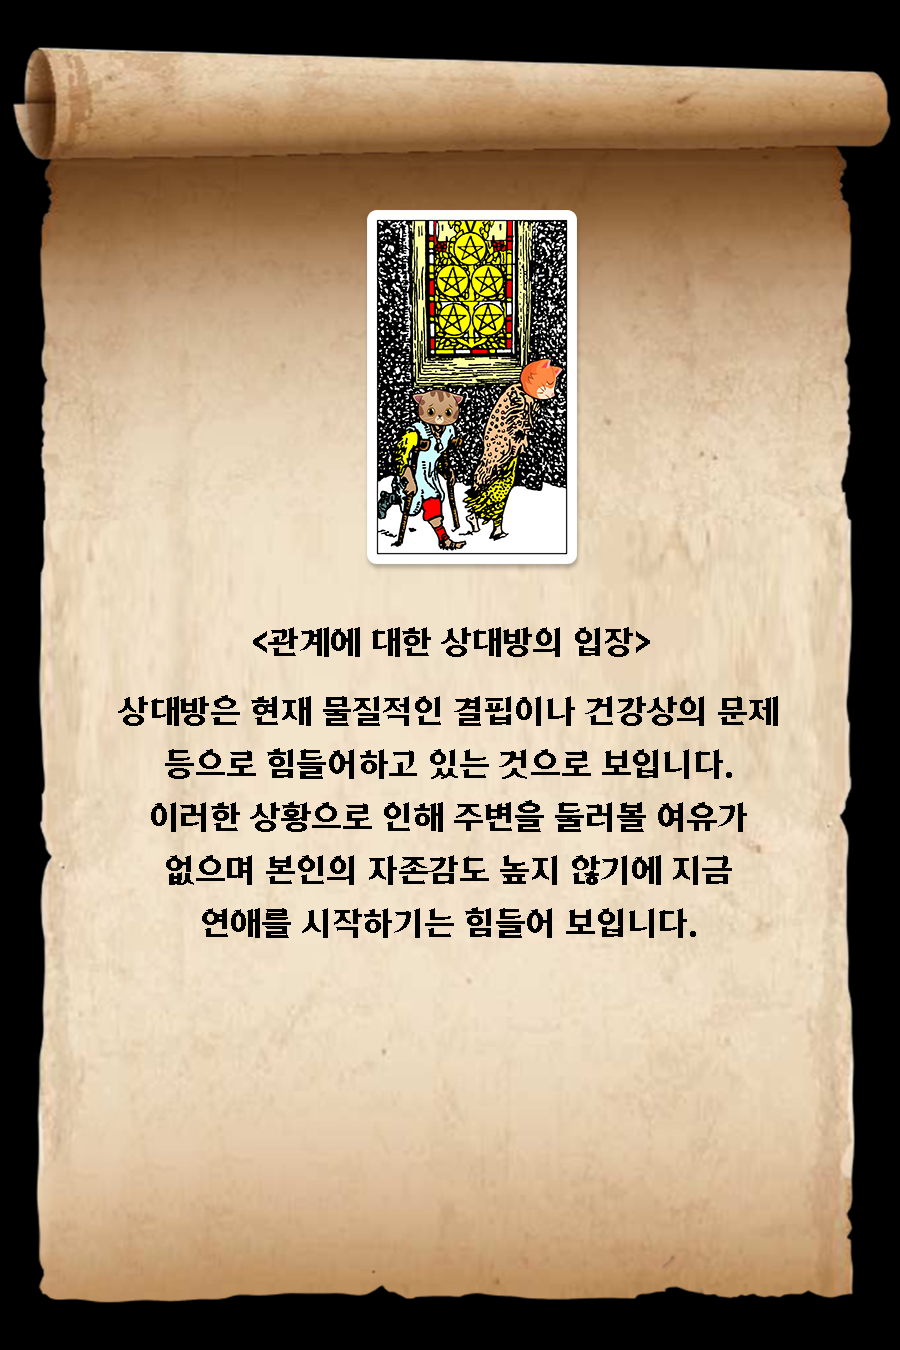 <관계에 대한 상대방의 입장>
상대방은 현재 물질적인 결핍이나 건강상의 문제
등으로 힘들어하고 있는 것으로 보입니다.
이러한 상황으로 인해 주변을 둘러볼 여유가
없으며 본인의 자존감도 높지 않기에 지금
연애를 시작하기는 힘들어 보입니다.